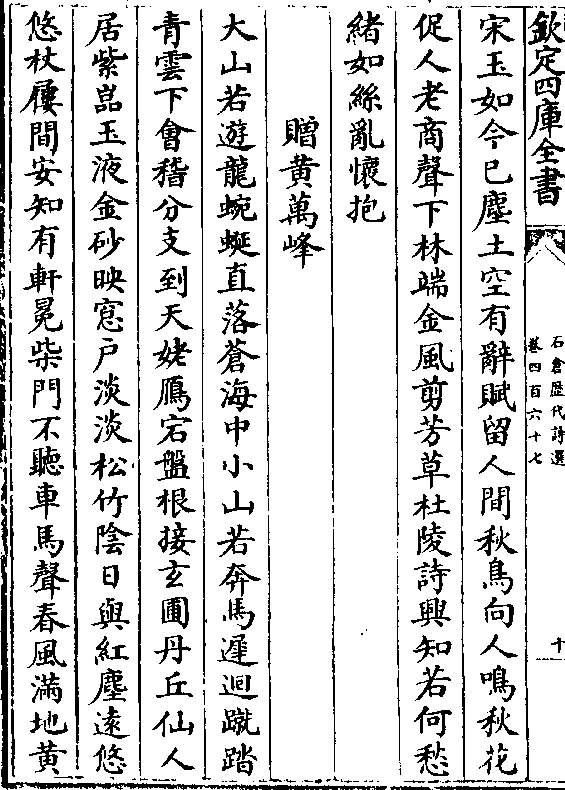 欽定四庫全書
石倉歷代詩選
卷四百六十七
十
宋玉如今已塵土空有辭賦留人間秋鳥向人鳴秋花
促人老商聲下林端金風剪芳草杜陵詩興知若何愁
緒如絲亂懷抱
贈黄萬峰
大山若遊龍蜿蜒直落蒼海中小山若奔馬遲迴蹴踏
青雲下會稽分支到天姥鴈宕盤根接玄圃丹丘仙人
居紫崑玉液金砂映窓戶淡淡松竹陰日與紅塵遠悠
悠杖屨間安知有軒冕柴門不聽車馬聲春風滿地黄